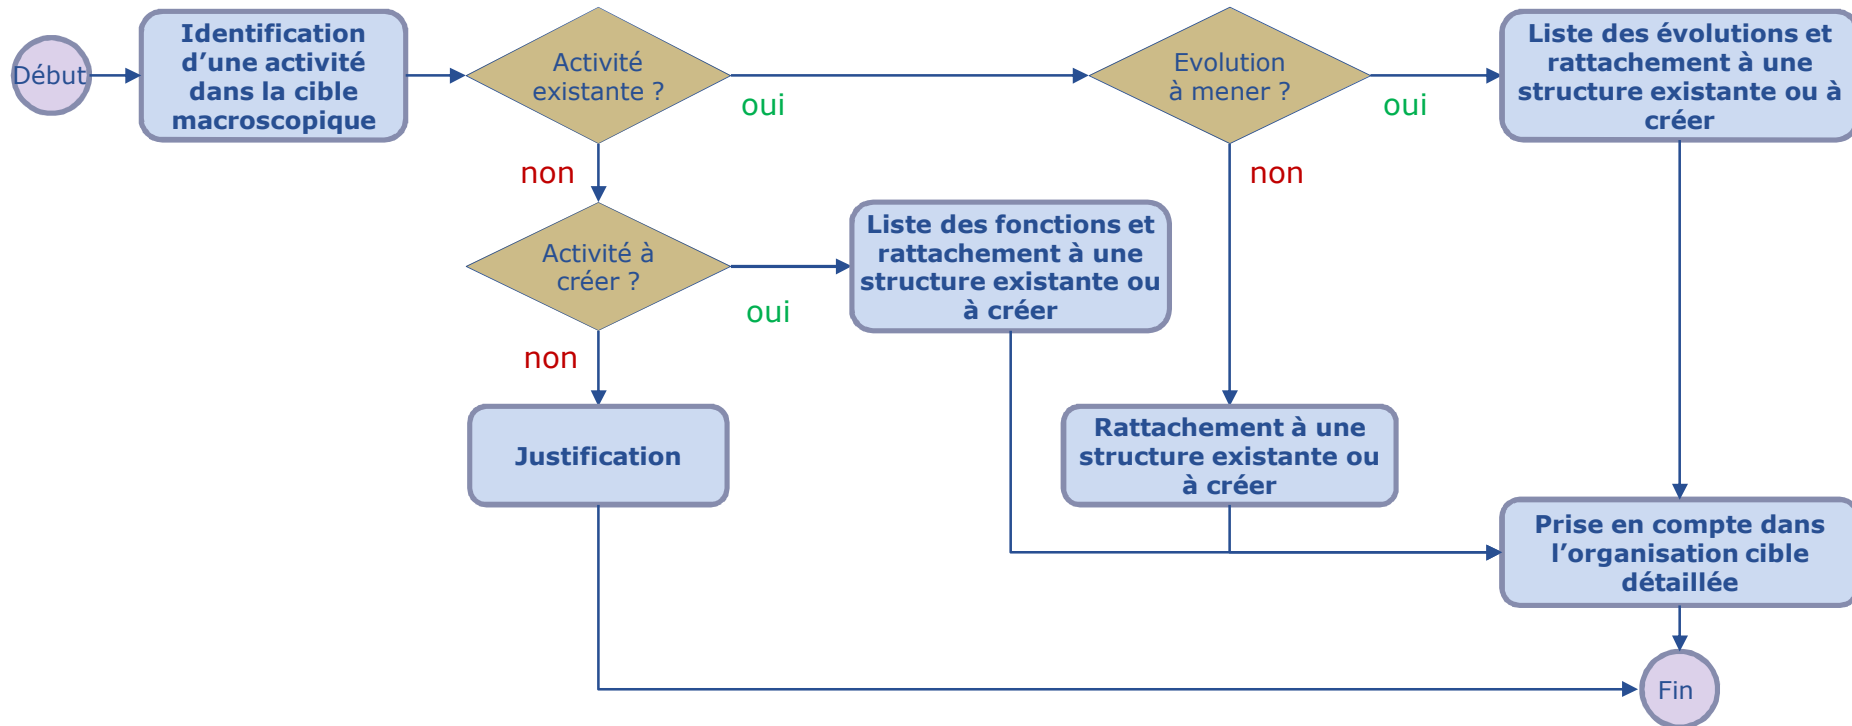 Début
Identification
d’une activité
dans la cible
macroscopique
Activité
existante ?
oui
Evolution
à mener ?
oui
Liste des évolutions et
rattachement à une
structure existante ou à
créer
non
non
Activité à
créer ?
oui
Liste des fonctions et
rattachement à une
structure existante ou
à créer
non
Justification
Rattachement à une
structure existante ou
à créer
Prise en compte dans
l’organisation cible
détaillée
Fin